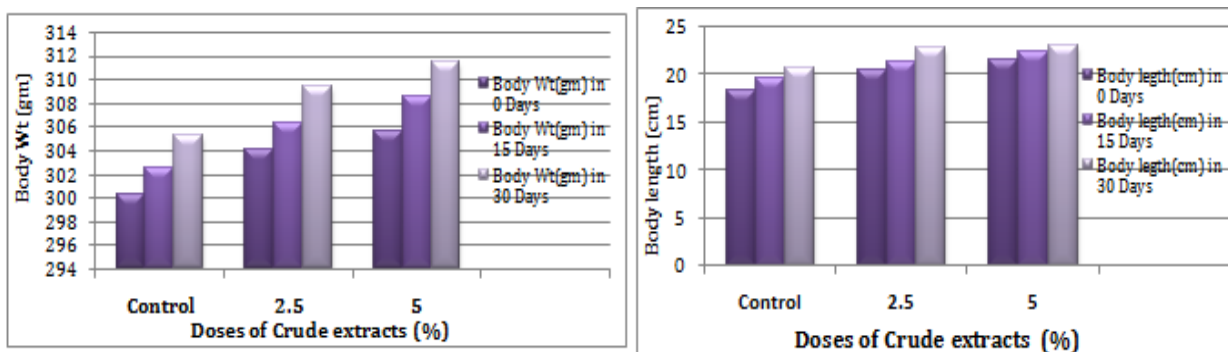 314
312
310
308
306
304
302
300
298
296
294
Body Wt (gm)
Control 2.5 5
Doses of Crude extracts (%)
Body Wt(gm) in
0 Days
Body Wt(gm) in
15 Days
Body Wt(gm) in
30 Days
25
20
15
10
5
0
Body length (cm)
Control 2.5 5
Doses of Crude extracts (%)
Body legth(cm) in
0 Days
Body legth(cm) in
15 Days
Body legth(cm) in
30 Days